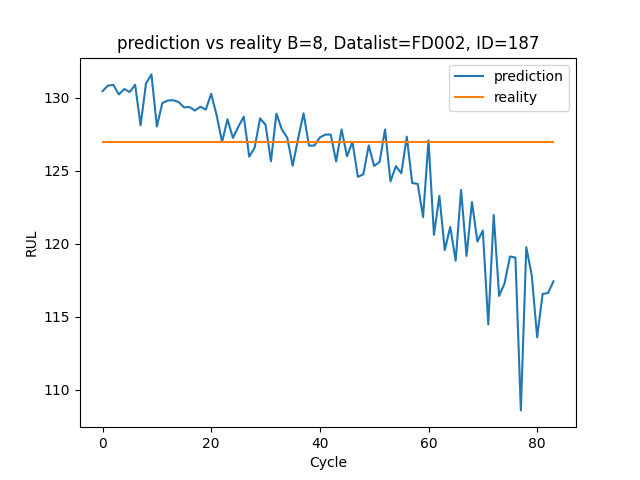 prediction vs reality B=8, Datalist=FD002, ID=187
prediction
reality
130
125
120
115
110
RUL
0 20 40 60 80
Cycle